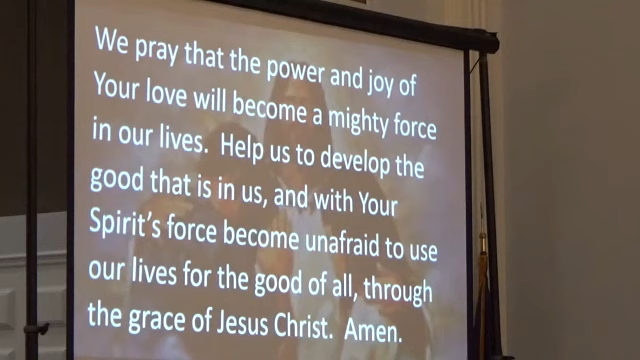 We pray that the power and joy of
Your love will become a mighty force
in our lives.  Help us to develop the
good that is in us, and with Your
Spirit's force become unafraid to use
our lives for the good of all, through
the grace of Jesus Christ.  Amen.